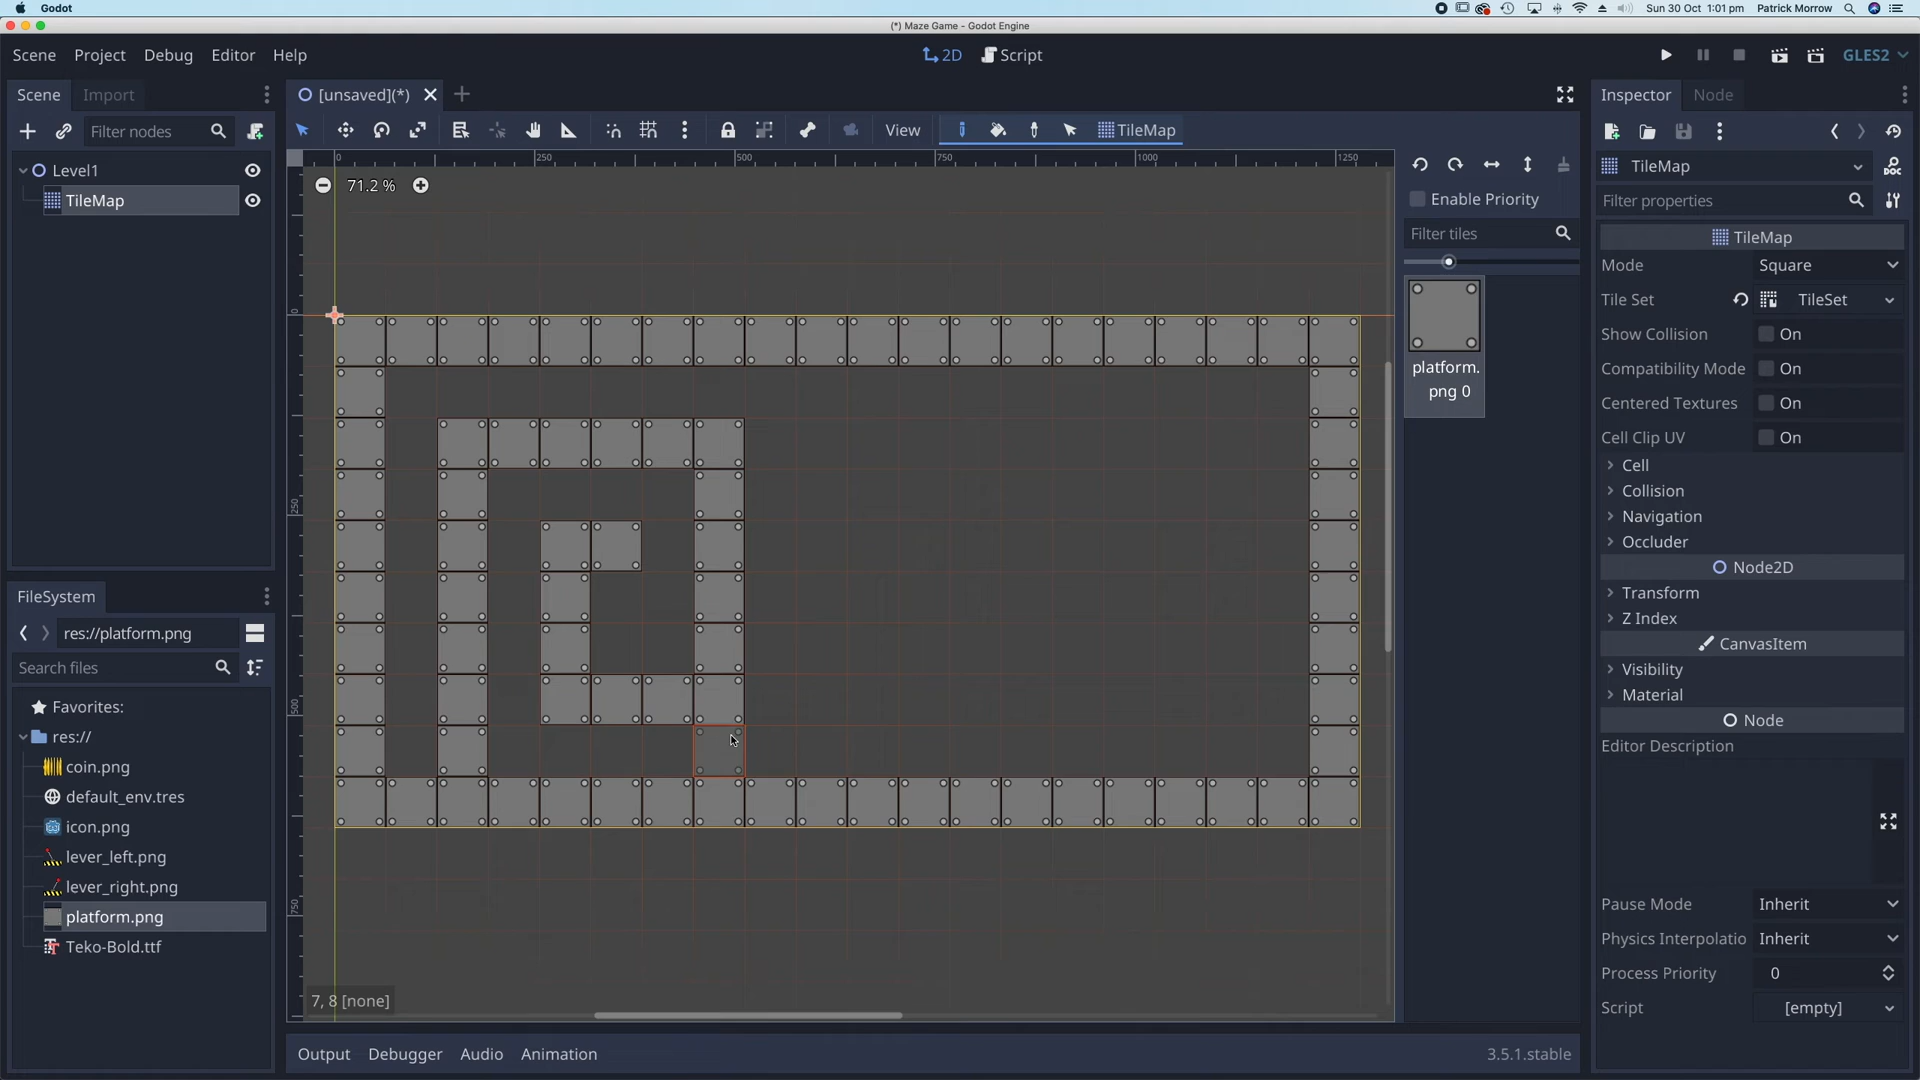 Godot
Sun 30 Oct 1:01 pm
Patrick Morrow
(*) Maze Game - Godot Engine
Scene
Project
Debug
Editor
Help
2D
Script
GLES2
Scene
Import
[unsaved](*)
Inspector
Node
Filter nodes
View
TileMap
Level1
TileMap
0
250
500
750
1000
1250
71.2 %
0
250
500
750
Enable Priority
Filter tiles
platform.
png 0
7, 8 [none]
TileMap
Filter properties
TileMap
Mode
Square
Tile Set
TileSet
Show Collision
On
Compatibility Mode
On
Centered Textures
On
Cell Clip UV
On
Cell
Collision
Navigation
Occluder
Node2D
Transform
Z Index
CanvasItem
Visibility
Material
Node
Editor Description
Pause Mode
Inherit
Physics Interpolatio
Inherit
Process Priority
0
Script
[empty]
FileSystem
res://platform.png
Search files
Favorites:
res://
coin.png
default_env.tres
icon.png
lever_left.png
lever_right.png
platform.png
Teko-Bold.ttf
Output
Debugger
Audio
Animation
3.5.1.stable